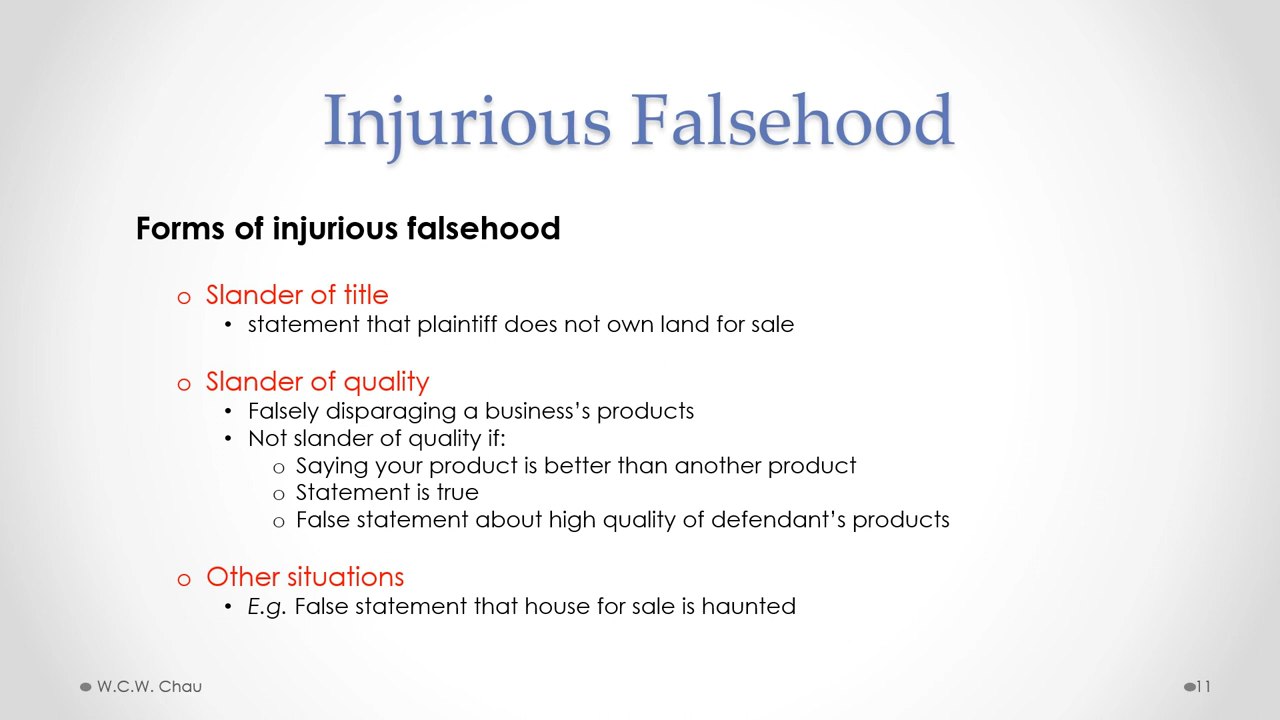 Injurious Falsehood
Forms of injurious falsehood
o Slander of title
• statement that plaintiff does not own land for sale
o Slander of quality
• Falsely disparaging a business’s products
• Not slander of quality if:
o Saying your product is better than another product
o Statement is true
o False statement about high quality of defendant’s products
o Other situations
• E.g. False statement that house for sale is haunted
W.C.W. Chau
11